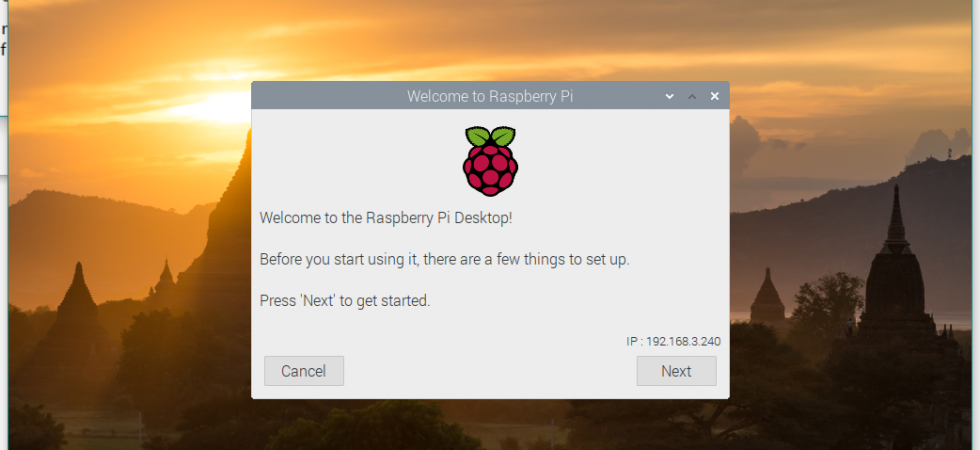 Welcome to Raspberry Pi
Welcome to the Raspberry Pi Desktop!
Before you start using it, there are a few things to set up.
Press 'Next' to get started.
IP : 192.168.3.240
Cancel
Next